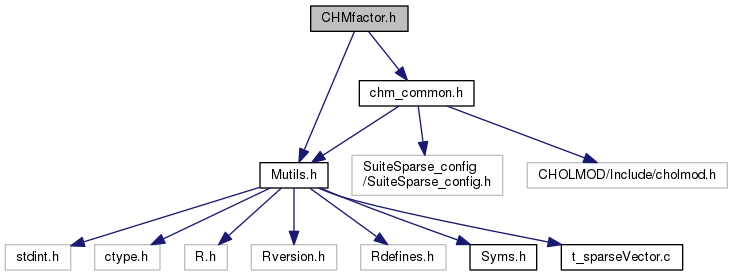 CHMfactor.h
chm_common.h
Mutils.h
SuiteSparse_config
/SuiteSparse_config.h
CHOLMOD/Include/cholmod.h
stdint.h
ctype.h
R.h
Rversion.h
Rdefines.h
Syms.h
t_sparseVector.c